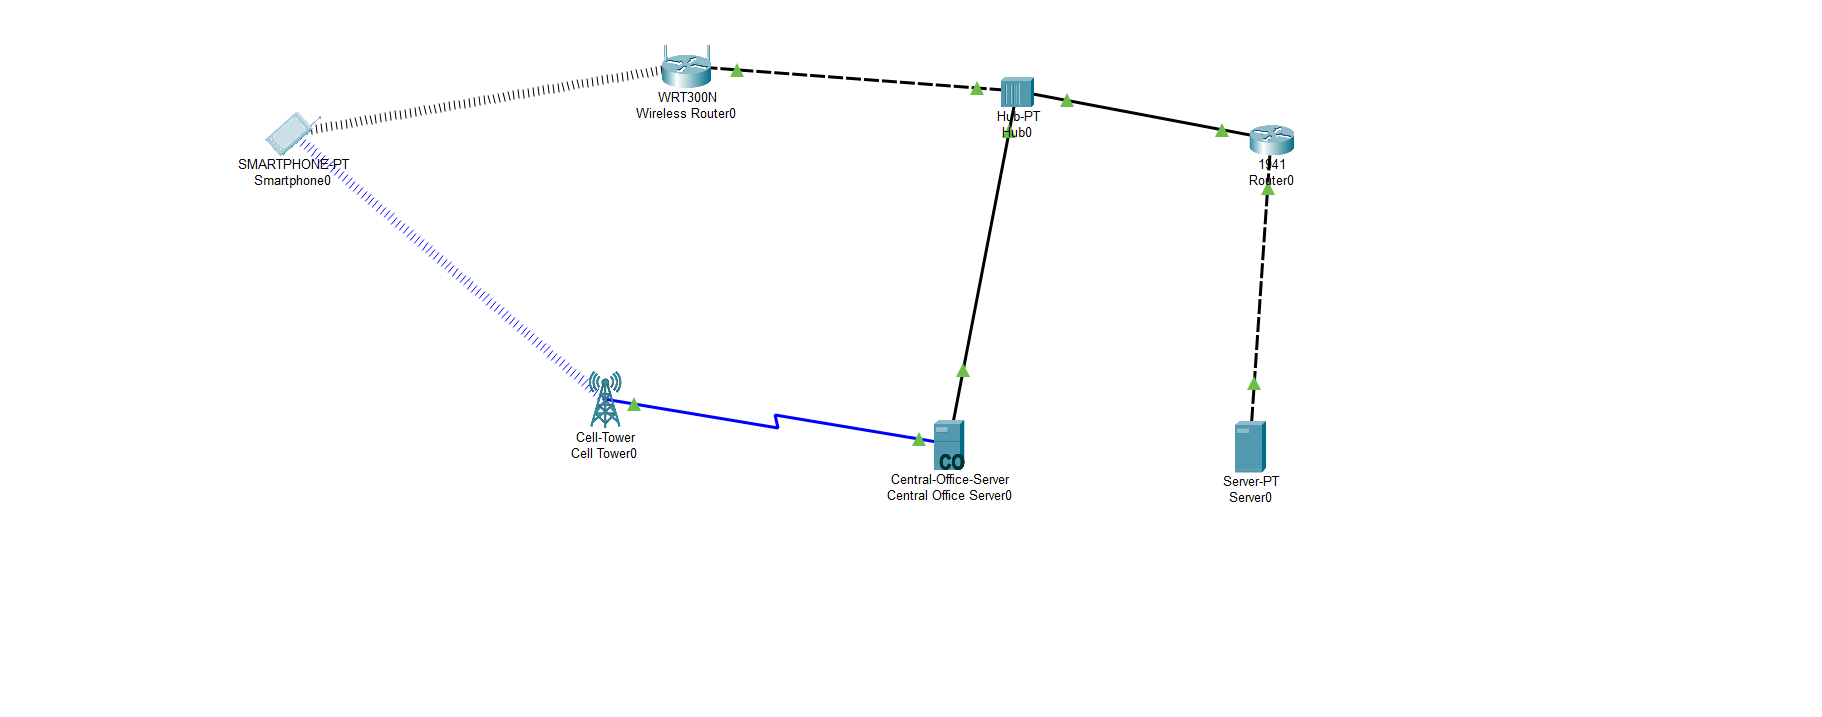 WRT300N
Wireless Router0
Hub-PT
Hub0
1941
Router0
SMARTPHONE-PT
Smartphone0
Cell-Tower
Cell Tower0
CO
Central-Office-Server
Central Office Server0
Server-PT
Server0